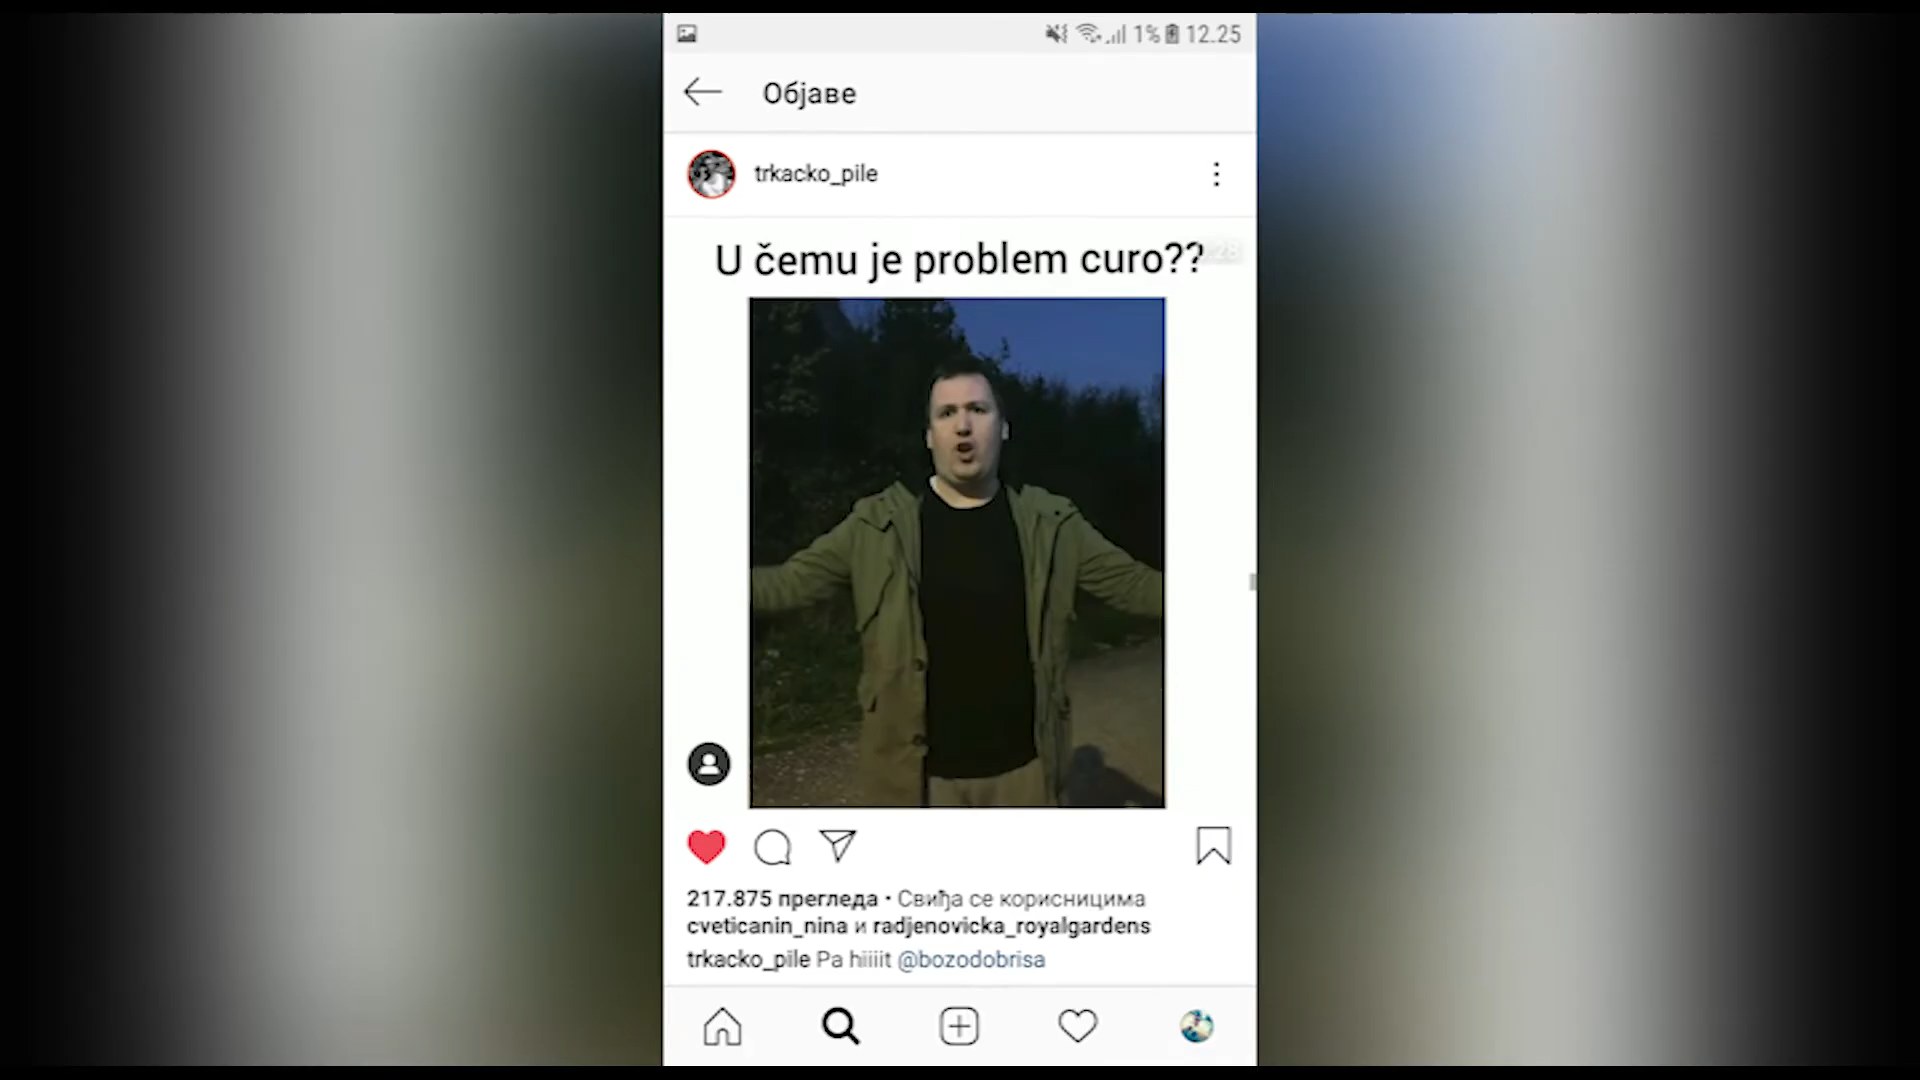 1% 12.25
Објаве
trkacko_pile
U čemu je problem curo??
:28
217.875 прегледа • Свиђа се корисницима
cveticanin_nina и radjenovicka_royalgardens
trkacko_pile Pa hiiiit @bozodobrisa